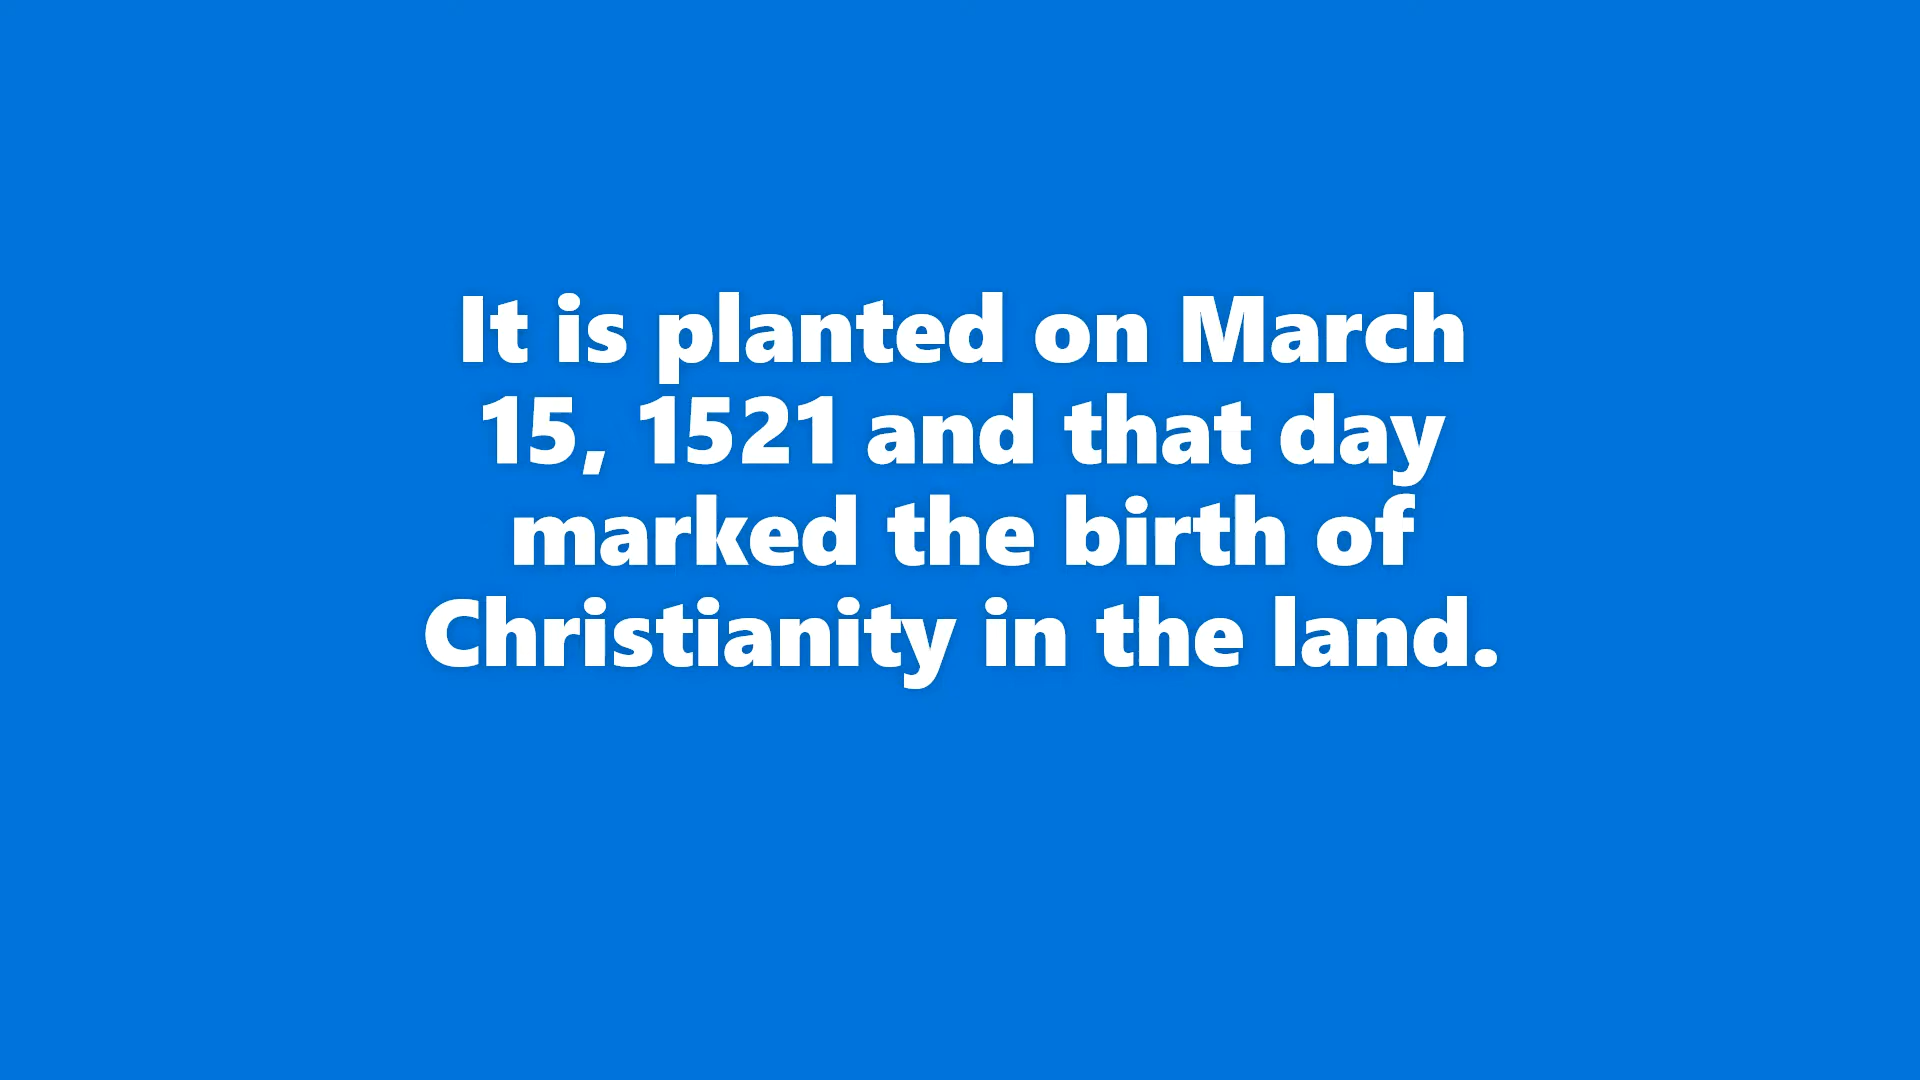 It is planted on March
15, 1521 and that day
marked the birth of
Christianity in the land.